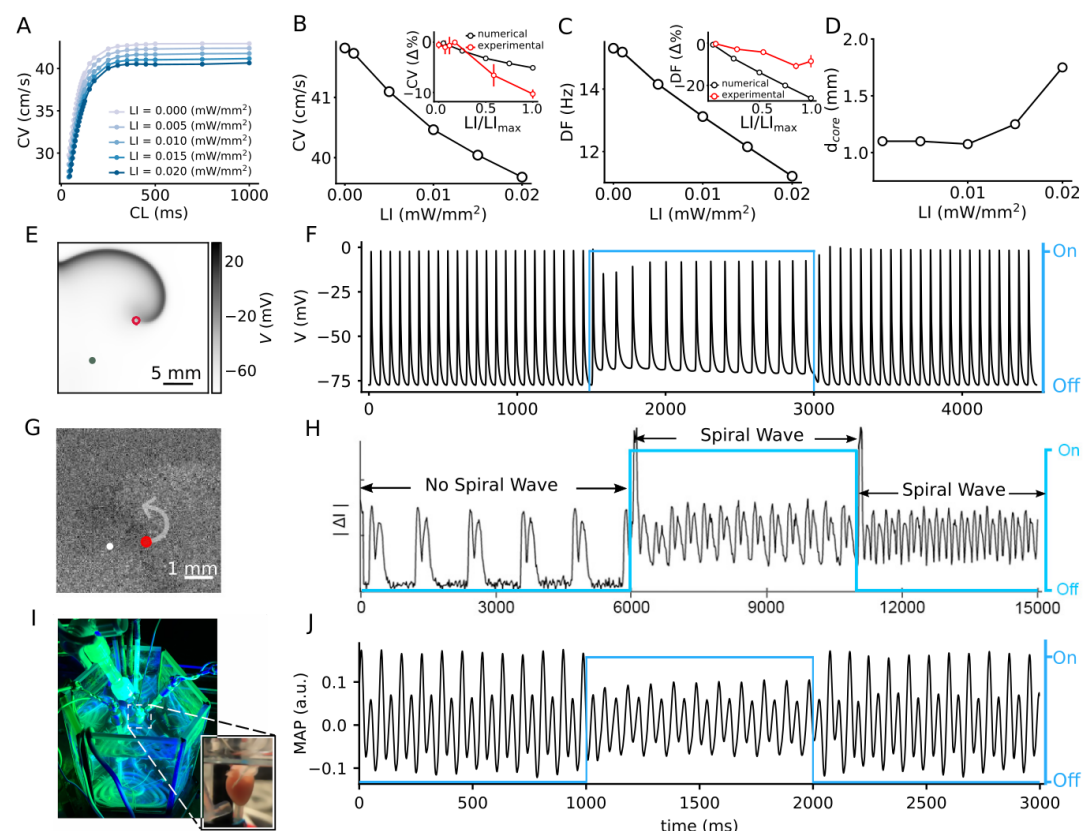 A
CV (cm/s)
40
35
30
LI = 0.000 (mW/mm²)
LI = 0.005 (mW/mm²)
LI = 0.010 (mW/mm²)
LI = 0.015 (mW/mm²)
LI = 0.020 (mW/mm²)
0 500 1000
CL (ms)
B
CV (cm/s)
41
40
0.00 0.01 0.02
LI (mW/mm²)
numerical
experimental
−CV (Δ%)
0
−10
0.0 0.5 1.0
LI/LImax
C
DF (Hz)
14
12
0.00 0.01 0.02
LI (mW/mm²)
−DF (Δ%)
0
−20
numerical
experimental
0.5 1.0
LI/LImax
D
dcore (mm)
2.0
1.0
0.01 0.02
LI (mW/mm²)
E
5 mm
20
−20
−60
V (mV)
F
V (mV)
0
−25
−50
−75
0 1000 2000 3000 4000
On
Off
G
1 mm
H
| ΔI |
No Spiral Wave
Spiral Wave
Spiral Wave
0 3000 6000 9000 12000 15000
On
Off
I
J
MAP (a.u.)
0.1
0.0
−0.1
0 500 1000 1500 2000 2500 3000
time (ms)
On
Off